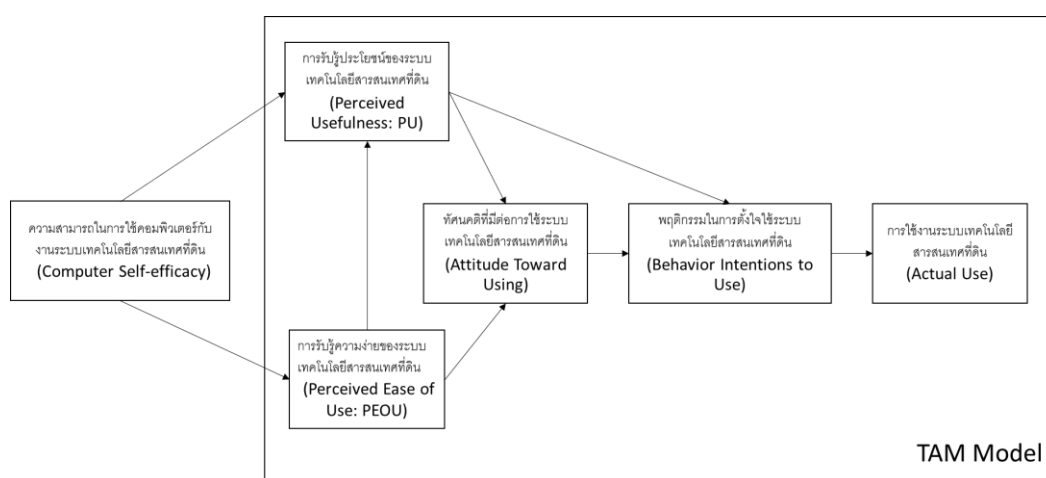 การรับรู้ประโยชน์ของระบบ
เทคโนโลยีสารสนเทศที่ดิน
(Perceived
Usefulness: PU)
ความสามารถในการใช้คอมพิวเตอร์กับ
งานระบบเทคโนโลยีสารสนเทศที่ดิน
(Computer Self-efficacy)
ทัศนคติที่มีต่อการใช้ระบบ
เทคโนโลยีสารสนเทศที่ดิน
(Attitude Toward
Using)
พฤติกรรมในการตั้งใจใช้ระบบ
เทคโนโลยีสารสนเทศที่ดิน
(Behavior Intentions to
Use)
การใช้งานระบบเทคโนโลยี
สารสนเทศที่ดิน
(Actual Use)
การรับรู้ความง่ายของระบบ
เทคโนโลยีสารสนเทศที่ดิน
(Perceived Ease of
Use: PEOU)
TAM Model